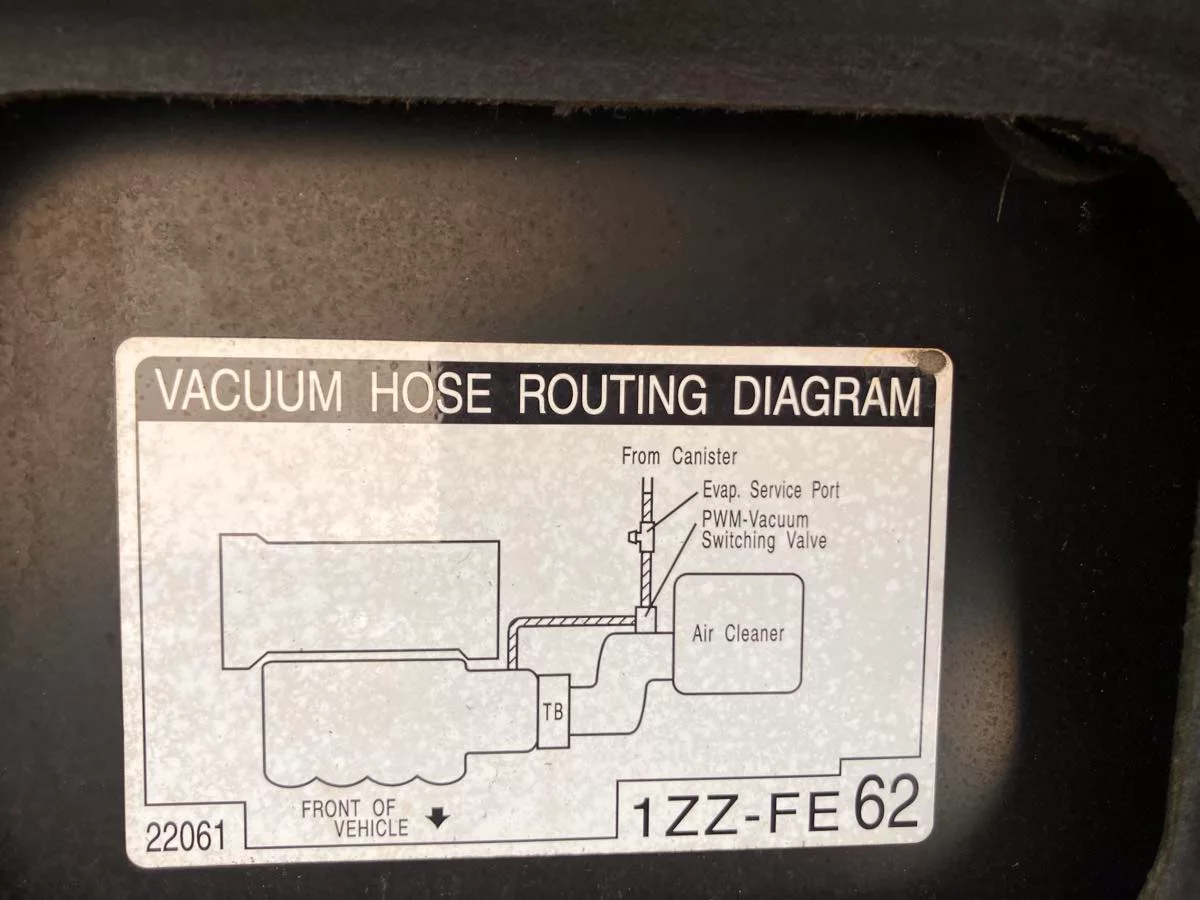 VACUUM HOSE ROUTING DIAGRAM
From Canister
Evap. Service Port
PWM-Vacuum
Switching Valve
Air Cleaner
TB
FRONT OF
VEHICLE
22061
1ZZ-FE 62